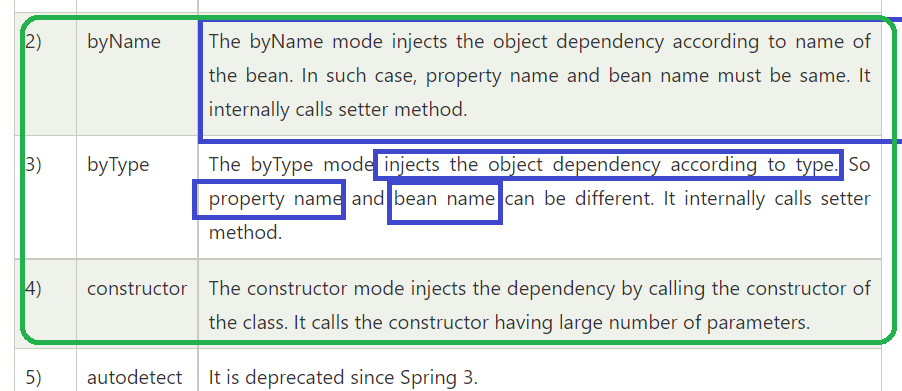 2) byName The byName mode injects the object dependency according to name of
the bean. In such case, property name and bean name must be same. It
internally calls setter method.
3) byType The byType mode injects the object dependency according to type. So
property name and bean name can be different. It internally calls setter
method.
4) constructor The constructor mode injects the dependency by calling the constructor of
the class. It calls the constructor having large number of parameters.
5) autodetect It is deprecated since Spring 3.